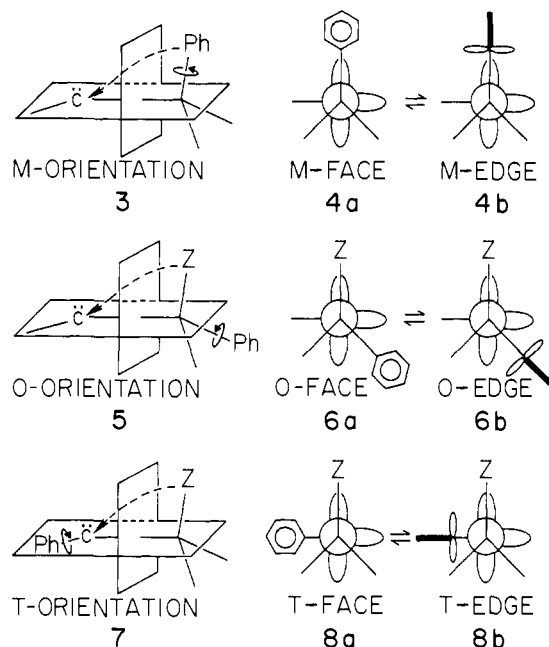 Ph
C̈
M-ORIENTATION M-FACE ⇌ M-EDGE
3 4a 4b
Z Z Z
C̈
Ph
O-ORIENTATION O-FACE ⇌ O-EDGE
5 6a 6b
Z Z Z
Ph C̈
T-ORIENTATION T-FACE ⇌ T-EDGE
7 8a 8b